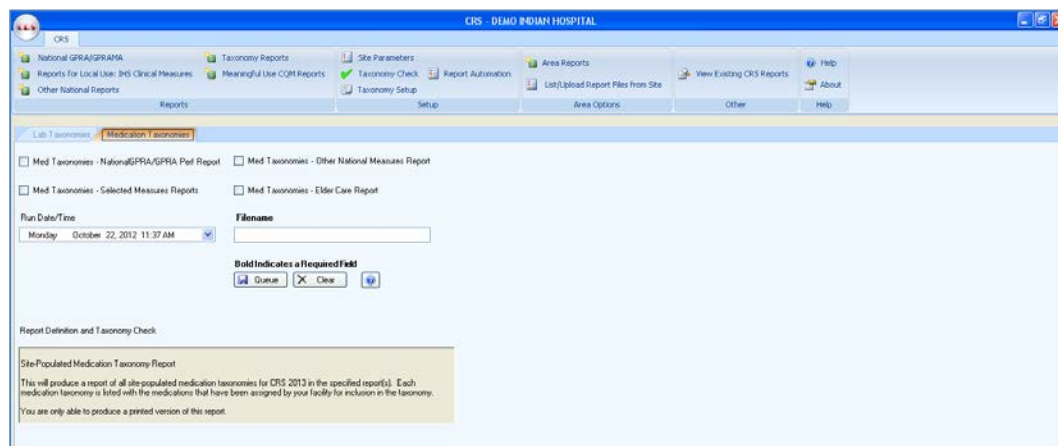 CRS - DEMO INDIAN HOSPITAL
CRS
National GPRA/GPRAMA
Reports for Local Use: IHS Clinical Measures
Other National Reports
Taxonomy Reports
Meaningful Use CQM Reports
Reports
Site Parameters
Taxonomy Check
Report Automation
Taxonomy Setup
Setup
Area Reports
List/Upload Report Files from Site
Area Options
View Existing CRS Reports
Other
Help
About
Help
Lab Taxonomies
Medication Taxonomies
Med Taxonomies - NationalGPRA/GPRA Perf Report
Med Taxonomies - Other National Measures Report
Med Taxonomies - Selected Measures Reports
Med Taxonomies - Elder Care Report
Run Date/Time
Filename
Monday October 22, 2012 11:37 AM
Bold Indicates a Required Field
Queue
Clear
Report Definition and Taxonomy Check
Site-Populated Medication Taxonomy Report
This will produce a report of all site-populated medication taxonomies for CRS 2013 in the specified report(s). Each
medication taxonomy is listed with the medications that have been assigned by your facility for inclusion in the taxonomy.
You are only able to produce a printed version of this report.